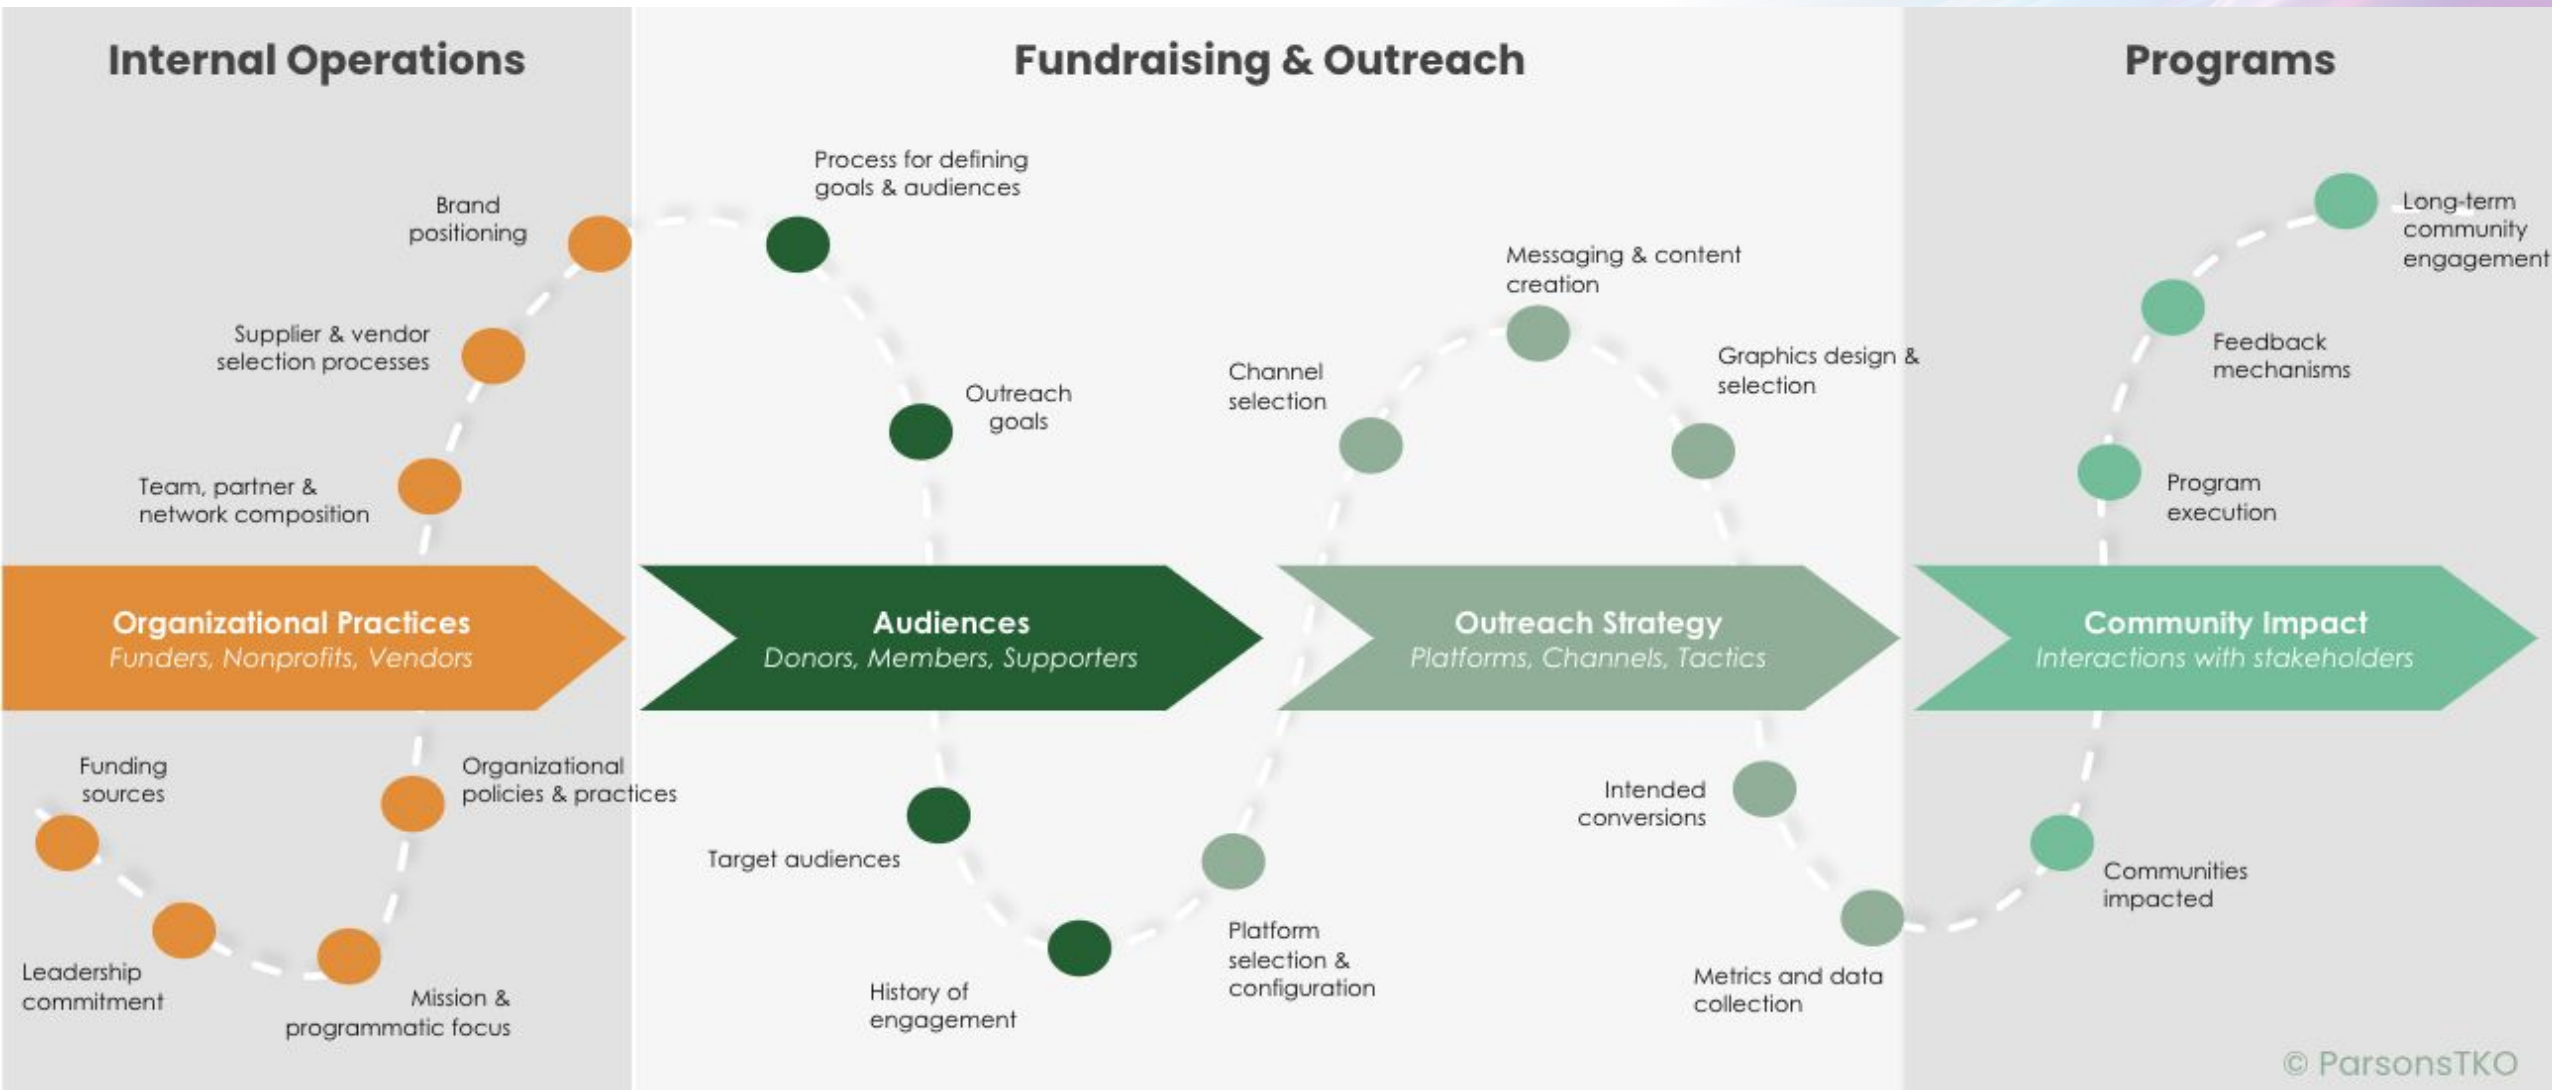 Internal Operations
Fundraising & Outreach
Programs
Brand
positioning
Supplier & vendor
selection processes
Team, partner &
network composition
Process for defining
goals & audiences
Outreach
goals
Channel
selection
Messaging & content
creation
Graphics design &
selection
Long-term
community
engagement
Feedback
mechanisms
Program
execution
Organizational Practices
Funders, Nonprofits, Vendors
Audiences
Donors, Members, Supporters
Outreach Strategy
Platforms, Channels, Tactics
Community Impact
Interactions with stakeholders
Funding
sources
Organizational
policies & practices
Leadership
commitment
Mission &
programmatic focus
Target audiences
History of
engagement
Platform
selection &
configuration
Intended
conversions
Metrics and data
collection
Communities
impacted
© ParsonsTKO